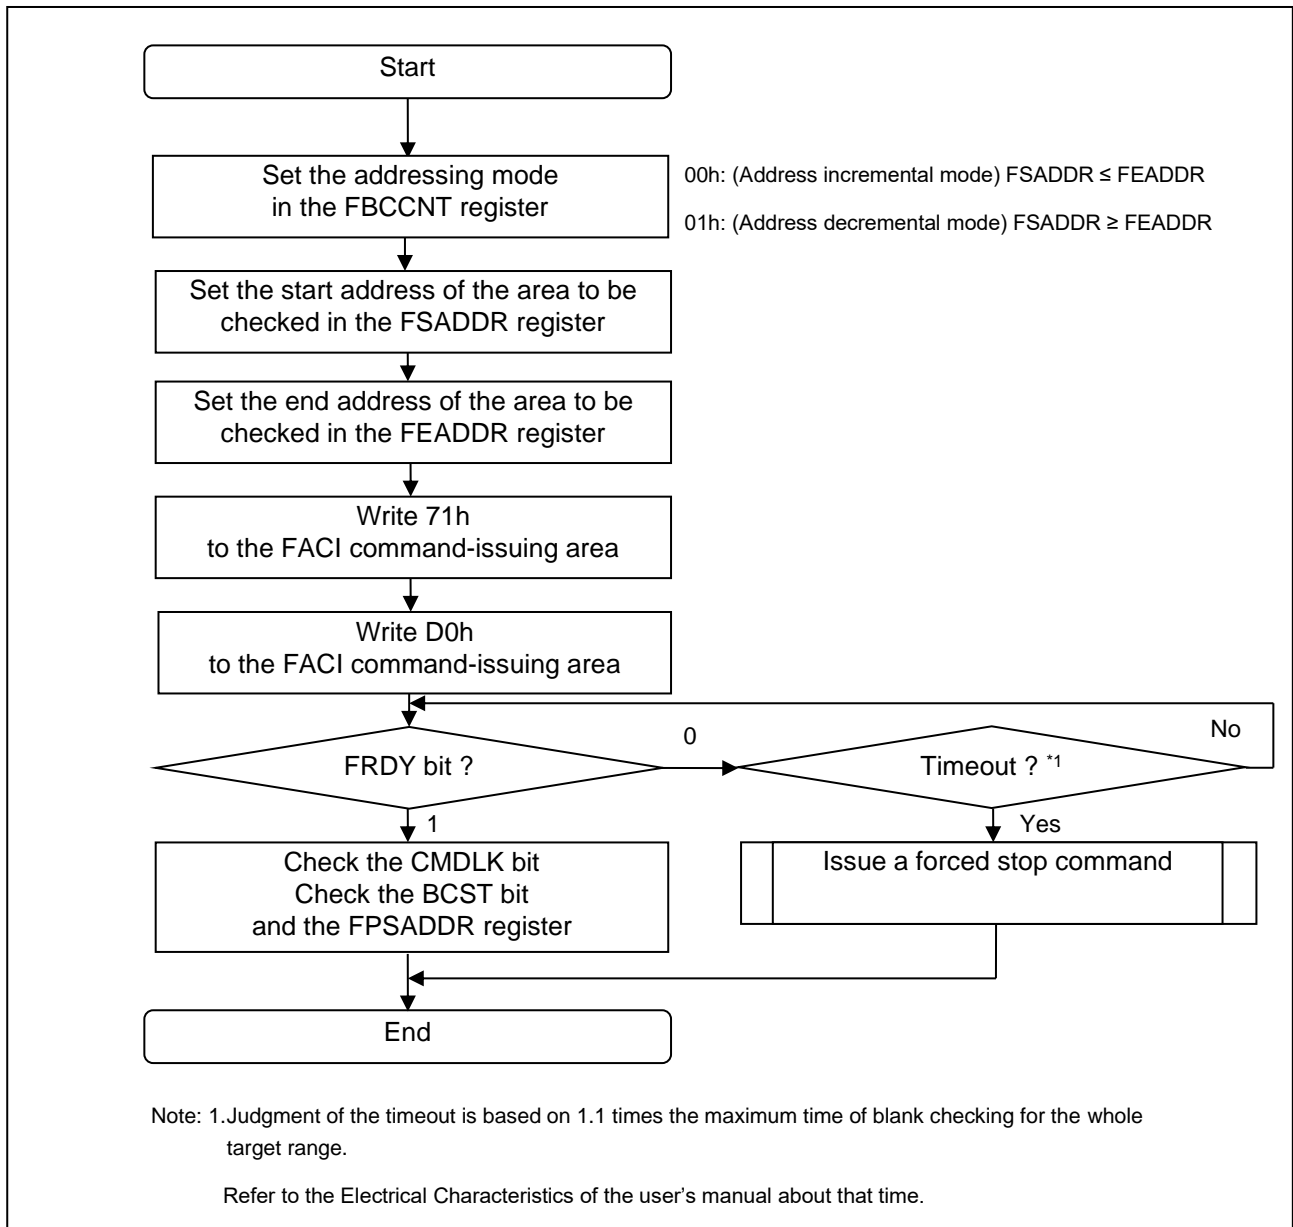 Start
Set the addressing mode
in the FBCCNT register
00h: (Address incremental mode) FSADDR ≤ FEADDR
01h: (Address decremental mode) FSADDR ≥ FEADDR
Set the start address of the area to be
checked in the FSADDR register
Set the end address of the area to be
checked in the FEADDR register
Write 71h
to the FACI command-issuing area
Write D0h
to the FACI command-issuing area
FRDY bit ?
0
Timeout ? *1
No
1
Yes
Check the CMDLK bit
Check the BCST bit
and the FPSADDR register
Issue a forced stop command
End
Note: 1.Judgment of the timeout is based on 1.1 times the maximum time of blank checking for the whole
target range.
Refer to the Electrical Characteristics of the user’s manual about that time.